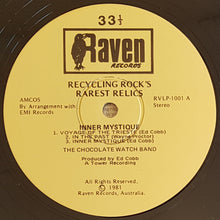 33⅓
Raven
RECORDS
RECYCLING ROCK'S
RAREST RELICS
AMCOS
By Arrangement with
EMI Records
RVLP-1001 A
Stereo
INNER MYSTIQUE
1. VOYAGE OF THE TRIESTE (Ed Cobb)
2. IN THE PAST (Wayne Proctor)
3. INNER MYSTIQUE (Ed Cobb)
THE CHOCOLATE WATCH BAND
Produced by Ed Cobb
A Tower Recording
All Rights Reserved.
℗ 1981
Raven Records, Australia.